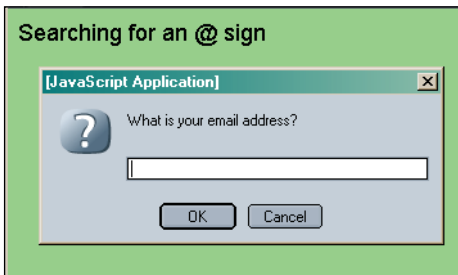 Searching for an @ sign
[JavaScript Application]
What is your email address?
OK Cancel